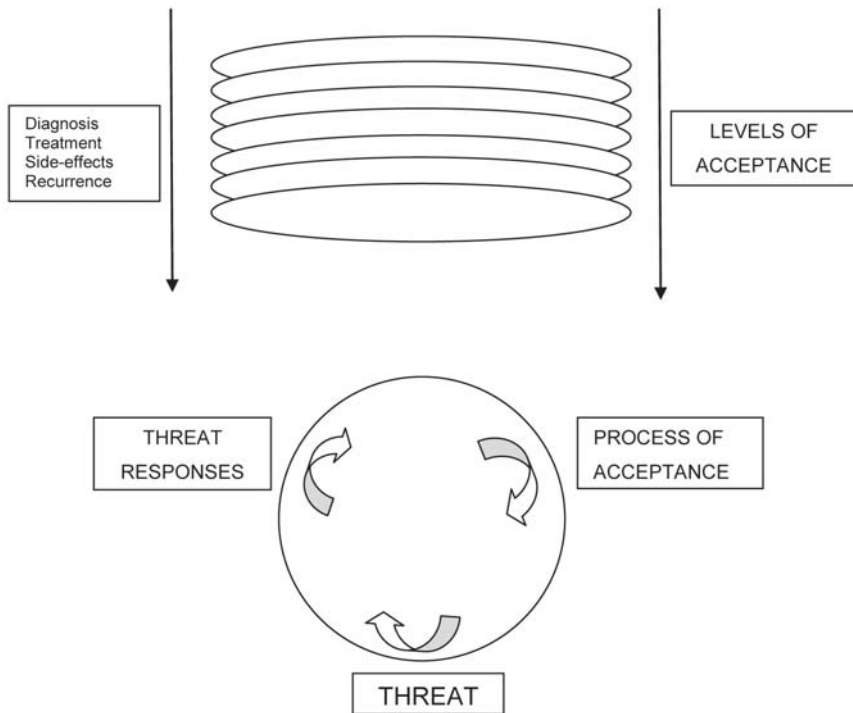 Diagnosis
Treatment
Side-effects
Recurrence
LEVELS OF
ACCEPTANCE
THREAT
RESPONSES
PROCESS OF
ACCEPTANCE
THREAT